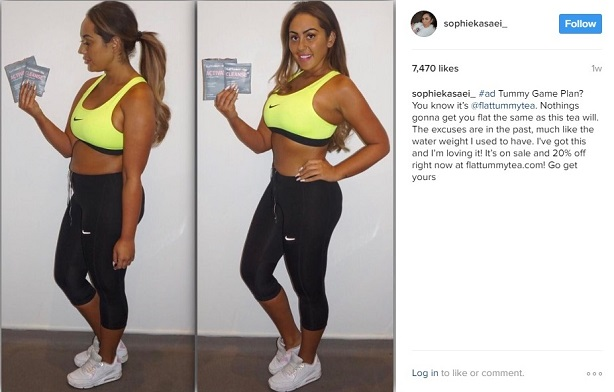 sophiekasaei_
Follow
7,470 likes
1w
sophiekasaei_ #ad Tummy Game Plan?
You know it's @flattummytea. Nothings
gonna get you flat the same as this tea will.
The excuses are in the past, much like the
water weight I used to have. I've got this
and I'm loving it! It's on sale and 20% off
right now at flattummytea.com! Go get
yours
Log in to like or comment.